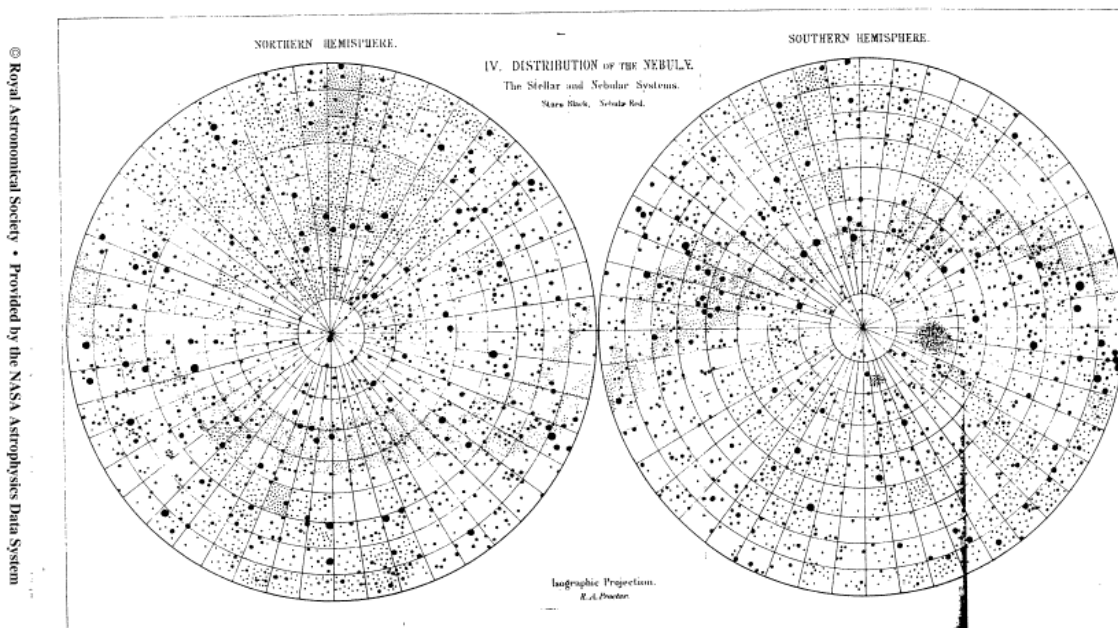 © Royal Astronomical Society • Provided by the NASA Astrophysics Data System
NORTHERN HEMISPHERE.
SOUTHERN HEMISPHERE.
IV. DISTRIBUTION OF THE NEBULÆ.
The Stellar and Nebular Systems.
Stars Black, Nebulæ Red.
Isographic Projection.
R.A. Proctor.